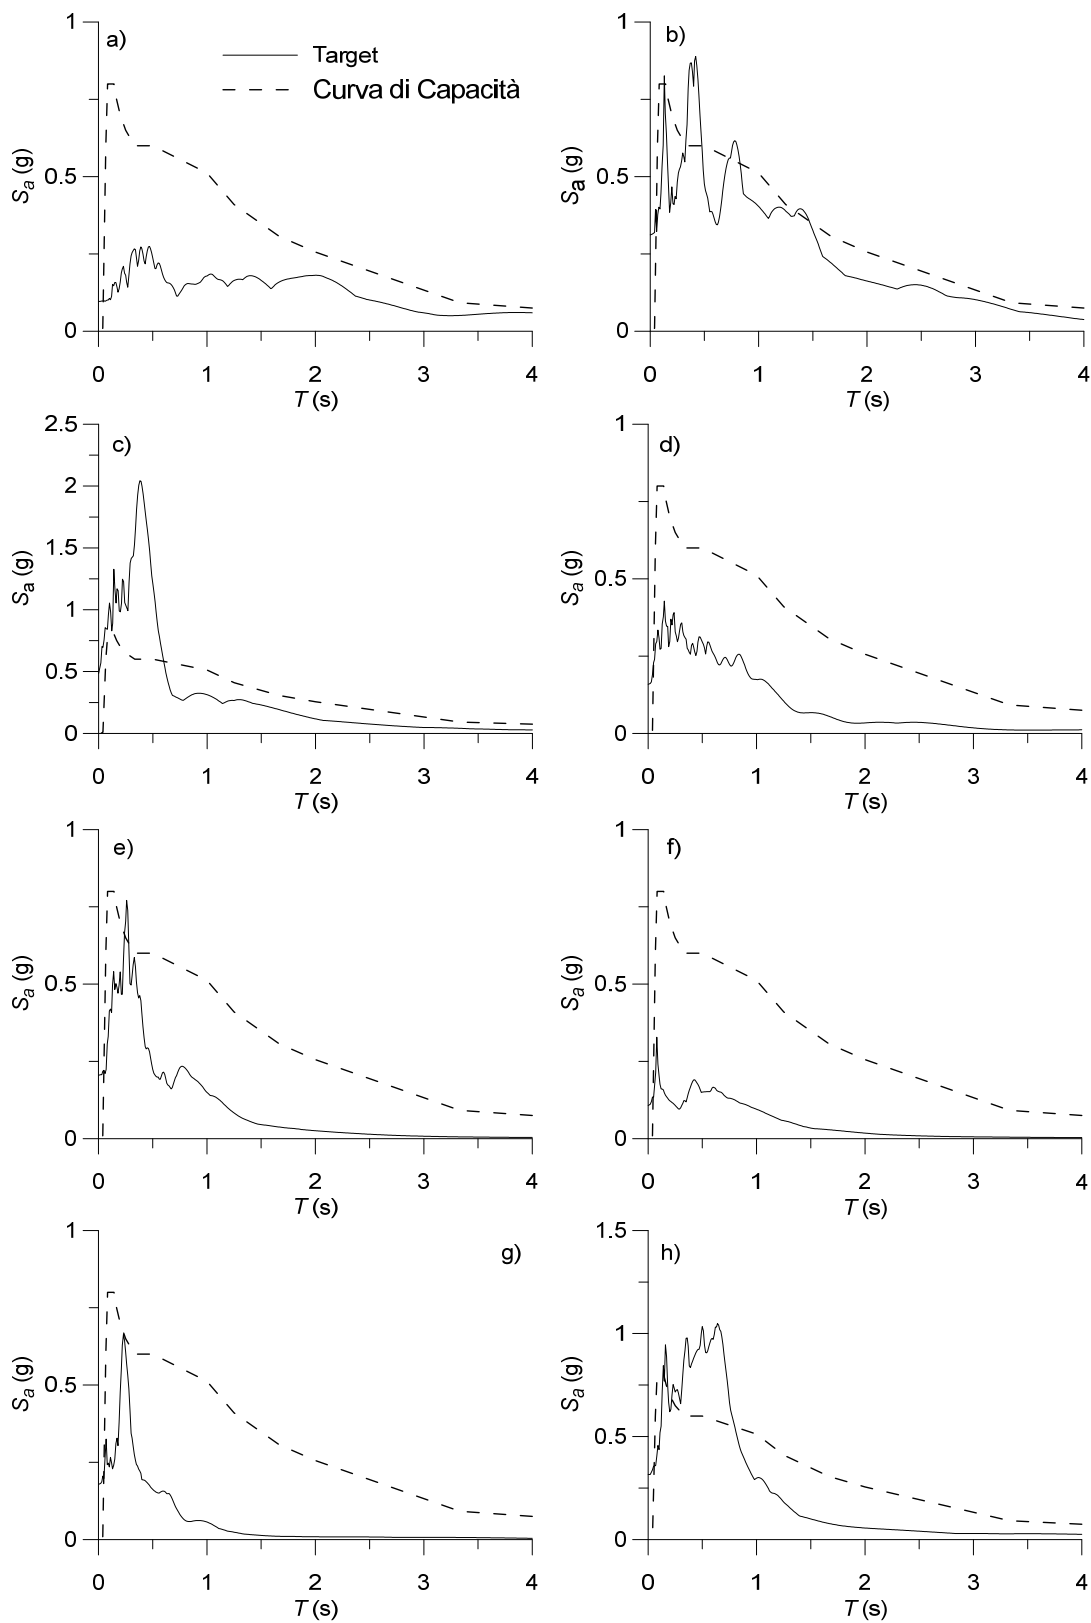 a)
Target
Curva di Capacità
1
0.5
0
Sa (g)
0 1 2 3 4
T (s)
b)
1
0.5
0
Sa (g)
0 1 2 3 4
T (s)
c)
2.5
2
1.5
1
0.5
0
Sa (g)
0 1 2 3 4
T (s)
d)
1
0.5
0
Sa (g)
0 1 2 3 4
T (s)
e)
1
0.5
0
Sa (g)
0 1 2 3 4
T (s)
f)
1
0.5
0
Sa (g)
0 1 2 3 4
T (s)
g)
1
0.5
0
Sa (g)
0 1 2 3 4
T (s)
h)
1.5
1
0.5
0
Sa (g)
0 1 2 3 4
T (s)